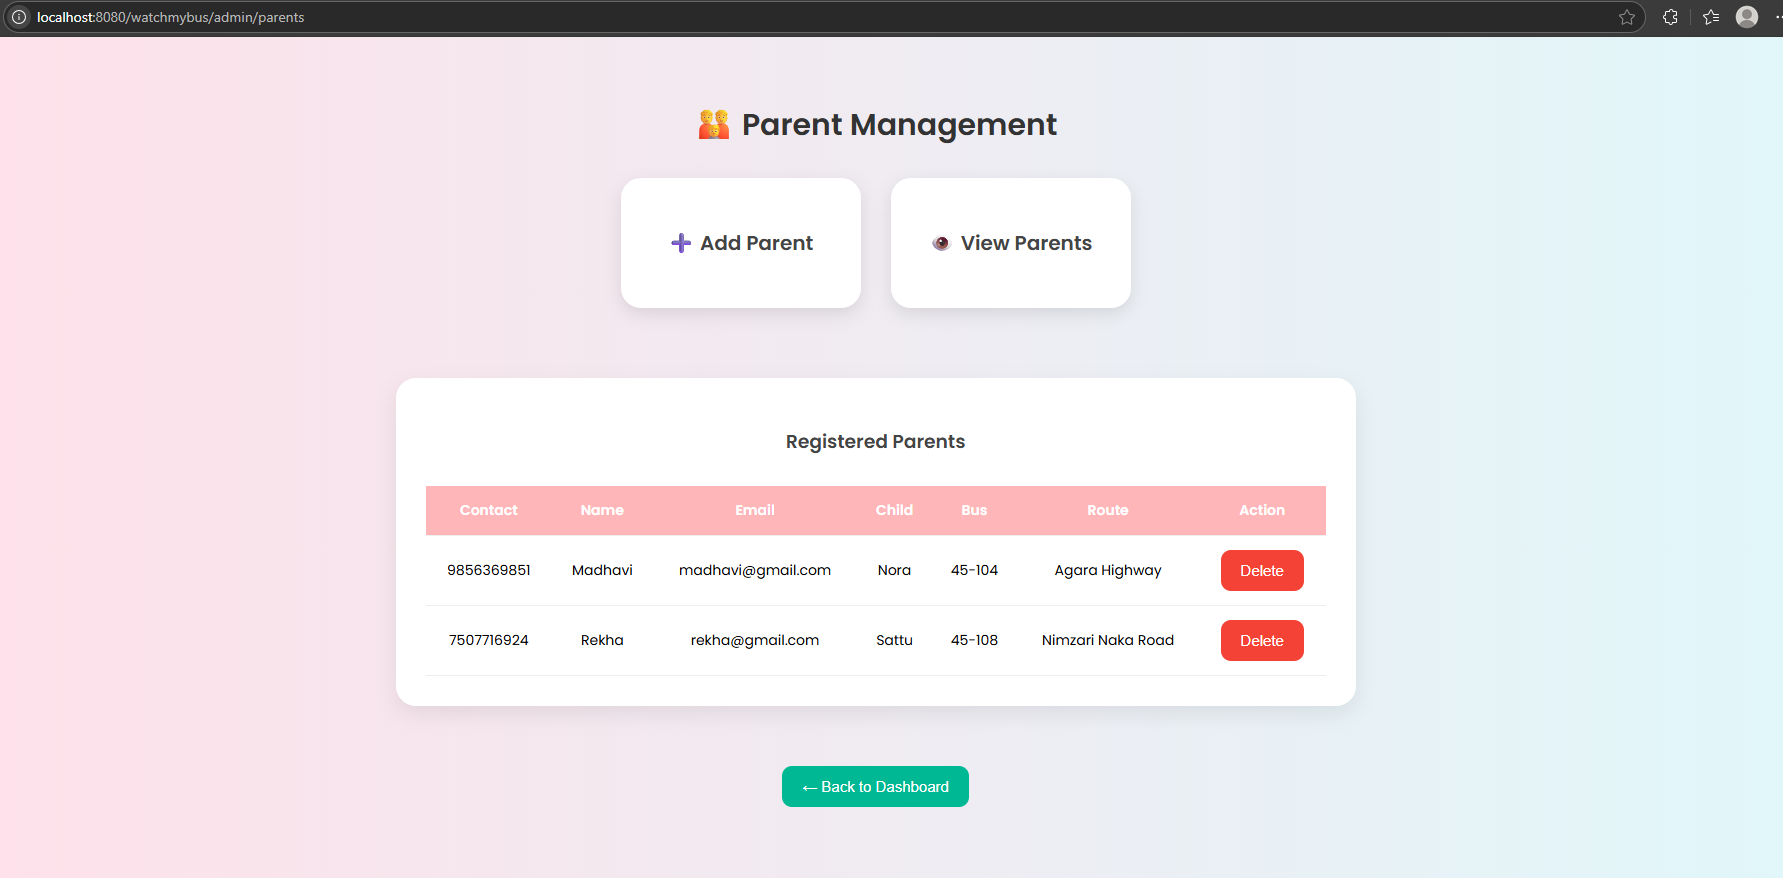 localhost:8080/watchmybus/admin/parents
Parent Management
Add Parent
View Parents
Registered Parents
Contact Name Email Child Bus Route Action
9856369851 Madhavi madhavi@gmail.com Nora 45-104 Agara Highway Delete
7507716924 Rekha rekha@gmail.com Sattu 45-108 Nimzari Naka Road Delete
← Back to Dashboard